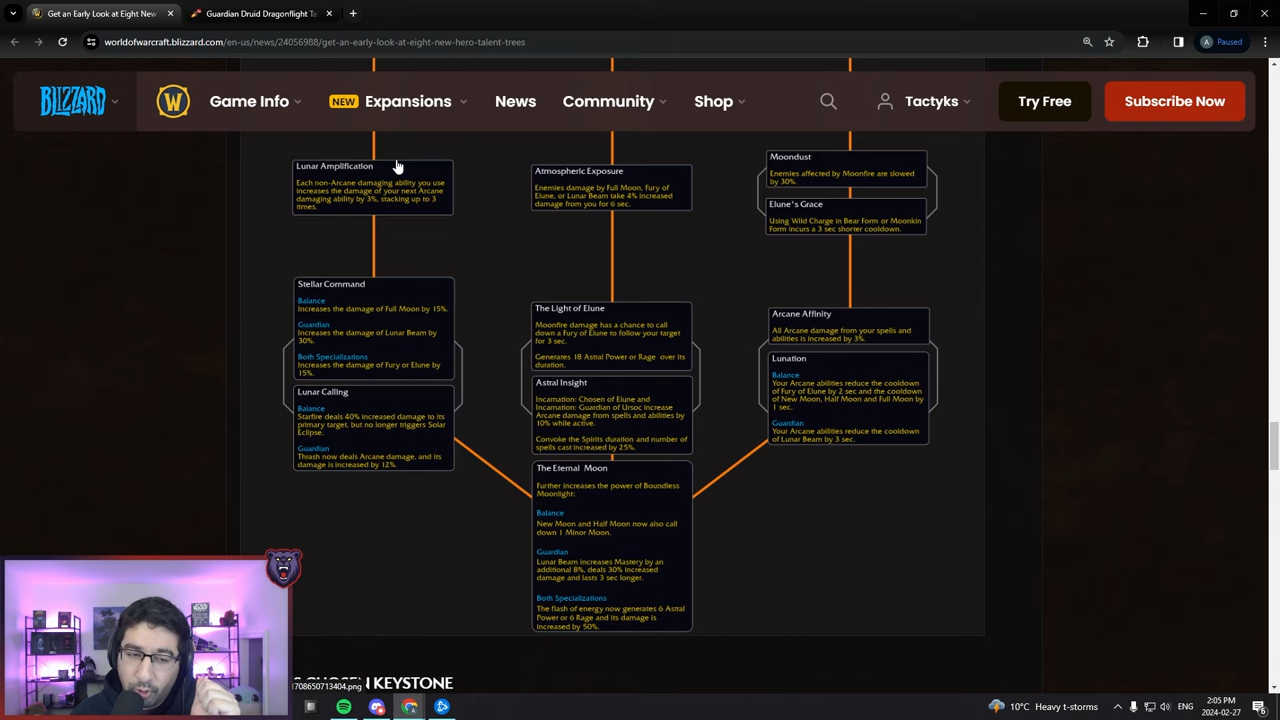 Get an Early Look at Eight New
Guardian Druid Dragonflight Ta
worldofwarcraft.blizzard.com/en-us/news/24056988/get-an-early-look-at-eight-new-hero-talent-trees
A Paused
BLIZZARD
W
Game Info
NEW Expansions
News
Community
Shop
Tactyks
Try Free
Subscribe Now
Lunar Amplification
Each non-Arcane damaging ability you use
increases the damage of your next Arcane
damaging ability by 3%, stacking up to 3
times.
Atmospheric Exposure
Enemies damage by Full Moon, Fury of
Elune, or Lunar Beam take 4% increased
damage from you for 6 sec.
Moondust
Enemies affected by Moonfire are slowed
by 30%.
Elune's Grace
Using Wild Charge in Bear Form or Moonkin
Form incurs a 3 sec shorter cooldown.
Stellar Command
Balance
Increases the damage of Full Moon by 15%.
Guardian
Increases the damage of Lunar Beam by
30%.
Both Specializations
Increases the damage of Fury or Elune by
15%.
Lunar Calling
Balance
Starfire deals 40% increased damage to its
primary target, but no longer triggers Solar
Eclipse.
Guardian
Thrash now deals Arcane damage, and its
damage is increased by 12%.
The Light of Elune
Moonfire damage has a chance to call
down a Fury of Elune to follow your target
for 3 sec.
Generates 18 Astral Power or Rage over its
duration.
Astral Insight
Incarnation: Chosen of Elune and
Incarnation: Guardian of Ursoc increase
Arcane damage from spells and abilities by
10% while active.
Convoke the Spirits duration and number of
spells cast increased by 25%.
Arcane Affinity
All Arcane damage from your spells and
abilities is increased by 3%.
Lunation
Balance
Your Arcane abilities reduce the cooldown
of Fury of Elune by 2 sec and the cooldown
of New Moon, Half Moon and Full Moon by
1 sec.
Guardian
Your Arcane abilities reduce the cooldown
of Lunar Beam by 3 sec.
The Eternal Moon
Further increases the power of Boundless
Moonlight:
Balance
New Moon and Half Moon now also call
down 1 Minor Moon.
Guardian
Lunar Beam increases Mastery by an
additional 8%, deals 30% increased
damage and lasts 3 sec longer.
Both Specializations
The flash of energy now generates 6 Astral
Power or 6 Rage and its damage is
increased by 50%.
CHOSEN KEYSTONE
1708650713404.png
10°C Heavy t-storms
ENG
2:05 PM
2024-02-27